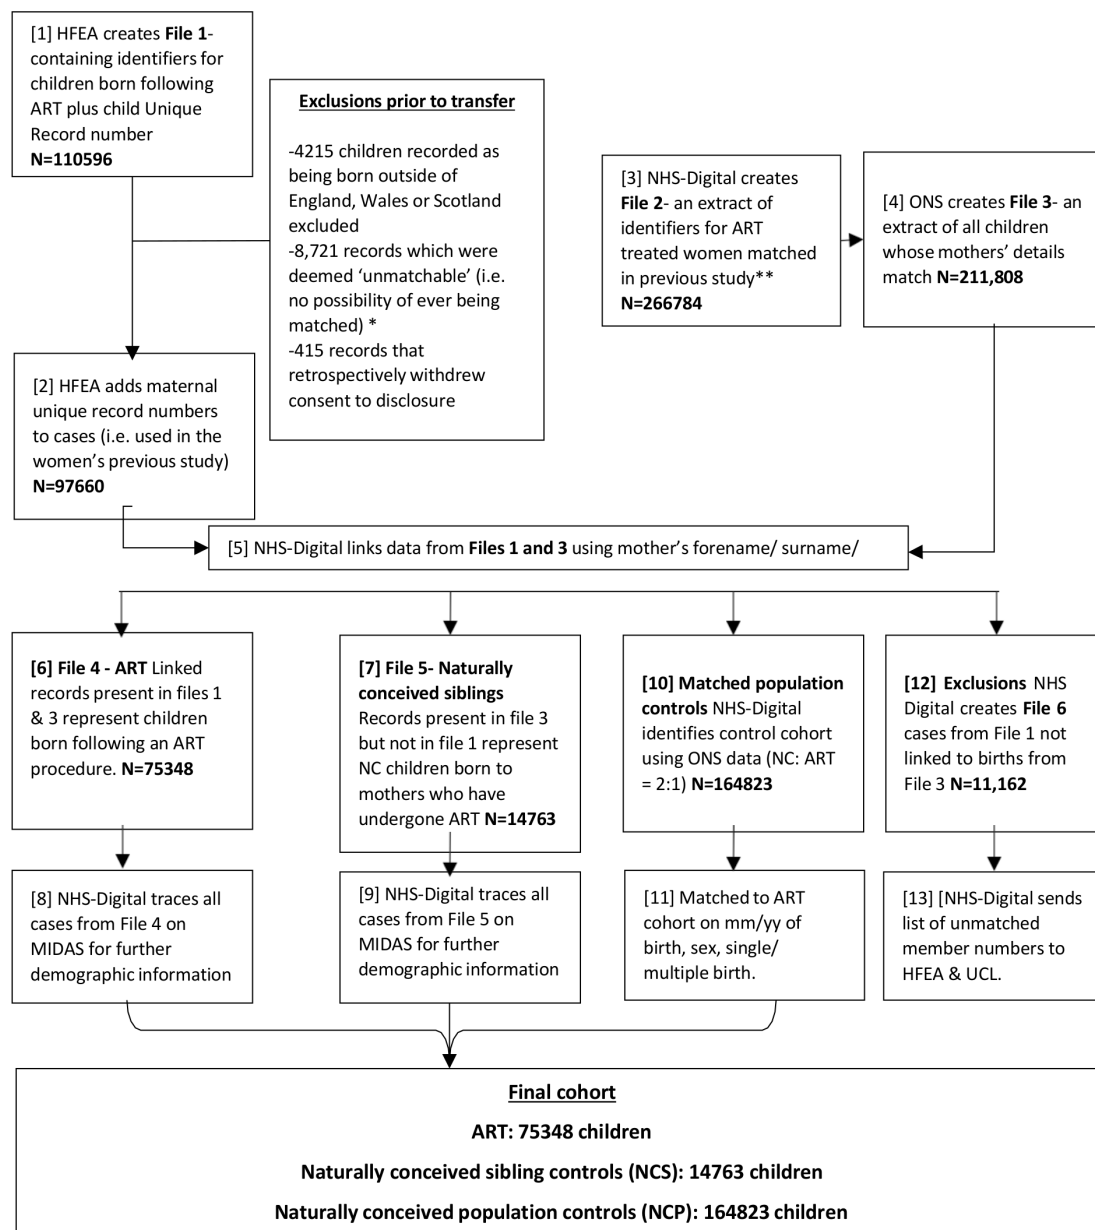 [1] HFEA creates File 1-
containing identifiers for
children born following
ART plus child Unique
Record number
N=110596
Exclusions prior to transfer
-4215 children recorded as
being born outside of
England, Wales or Scotland
excluded
-8,721 records which were
deemed ‘unmatchable’ (i.e.
no possibility of ever being
matched) *
-415 records that
retrospectively withdrew
consent to disclosure
[2] HFEA adds maternal
unique record numbers
to cases (i.e. used in the
women’s previous study)
N=97660
[3] NHS-Digital creates
File 2- an extract of
identifiers for ART
treated women matched
in previous study**
N=266784
[4] ONS creates File 3- an
extract of all children
whose mothers’ details
match N=211,808
[5] NHS-Digital links data from Files 1 and 3 using mother’s forename/ surname/
[6] File 4 - ART Linked
records present in files 1
& 3 represent children
born following an ART
procedure. N=75348
[7] File 5- Naturally
conceived siblings
Records present in file 3
but not in file 1 represent
NC children born to
mothers who have
undergone ART N=14763
[10] Matched population
controls NHS-Digital
identifies control cohort
using ONS data (NC: ART
= 2:1) N=164823
[12] Exclusions NHS
Digital creates File 6
cases from File 1 not
linked to births from
File 3 N=11,162
[8] NHS-Digital traces all
cases from File 4 on
MIDAS for further
demographic information
[9] NHS-Digital traces all
cases from File 5 on
MIDAS for further
demographic information
[11] Matched to ART
cohort on mm/yy of
birth, sex, single/
multiple birth.
[13] [NHS-Digital sends
list of unmatched
member numbers to
HFEA & UCL.
Final cohort
ART: 75348 children
Naturally conceived sibling controls (NCS): 14763 children
Naturally conceived population controls (NCP): 164823 children